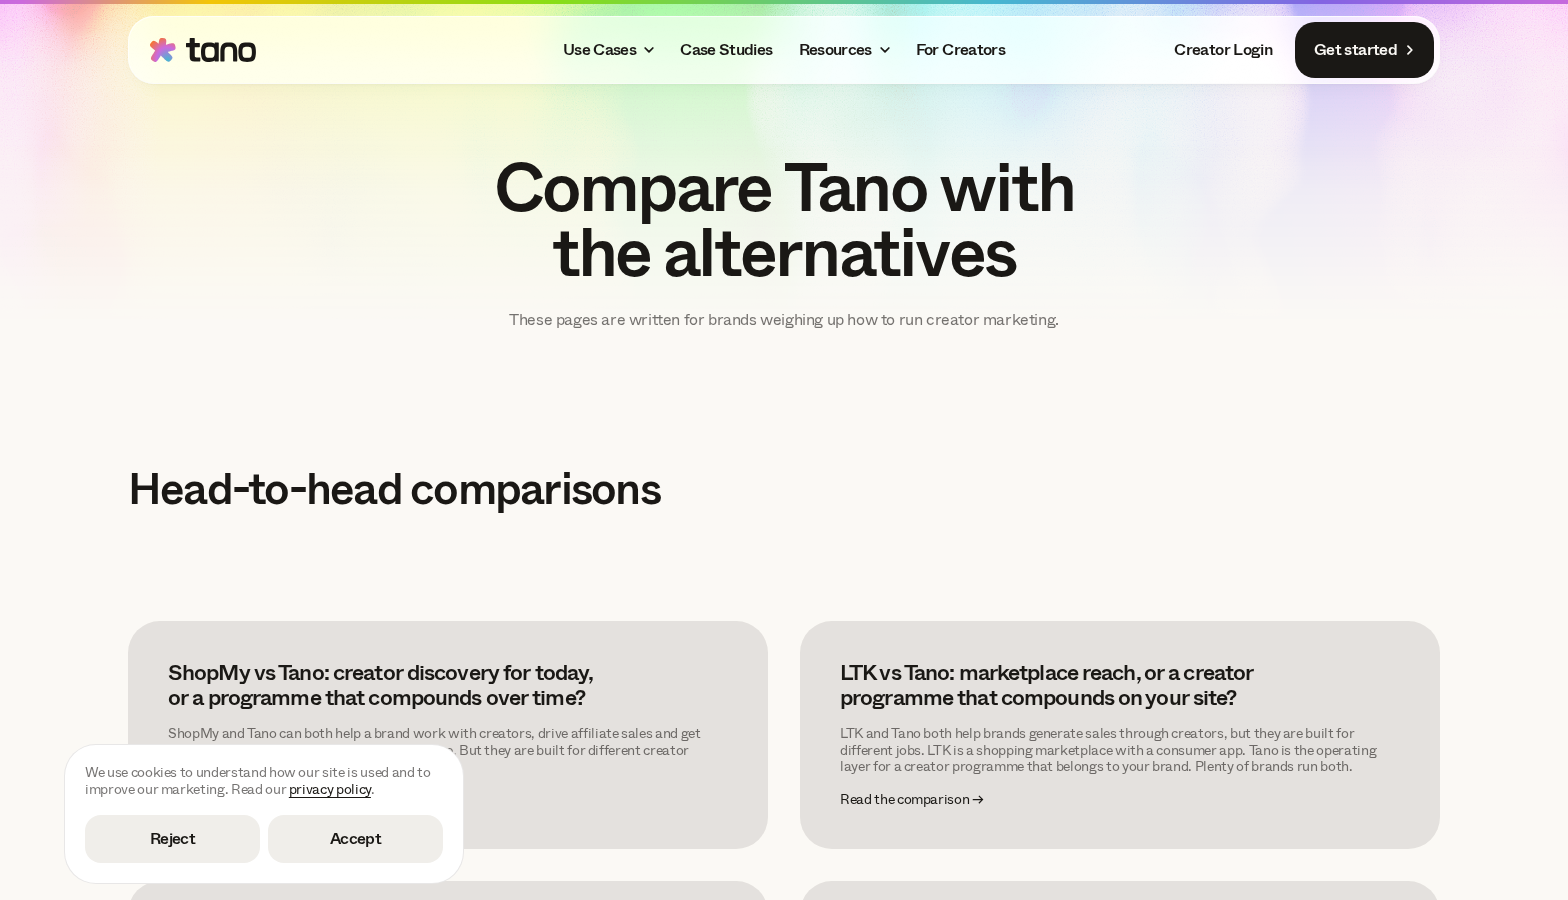 tano
Use Cases
Case Studies
Resources
For Creators
Creator Login
Get started
Compare Tano with
the alternatives
These pages are written for brands weighing up how to run creator marketing.
Head-to-head comparisons
ShopMy vs Tano: creator discovery for today,
or a programme that compounds over time?
ShopMy and Tano can both help a brand work with creators, drive affiliate sales and get
But they are built for different creator
LTK vs Tano: marketplace reach, or a creator
programme that compounds on your site?
LTK and Tano both help brands generate sales through creators, but they are built for
different jobs. LTK is a shopping marketplace with a consumer app. Tano is the operating
layer for a creator programme that belongs to your brand. Plenty of brands run both.
Read the comparison →
We use cookies to understand how our site is used and to
improve our marketing. Read our privacy policy.
Reject
Accept